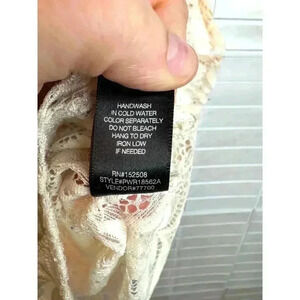 HANDWASH
IN COLD WATER
COLOR SEPARATELY
DO NOT BLEACH
HANG TO DRY
IRON LOW
IF NEEDED
RN#152506
STYLE#PWR18562A
VENDOR#77700